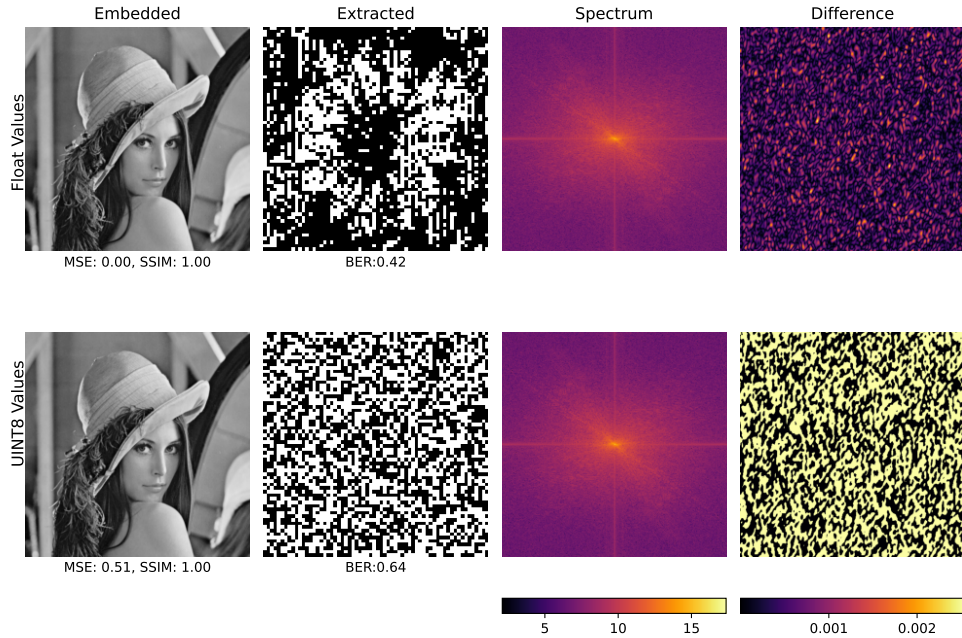 Embedded
Extracted
Spectrum
Difference
Float Values
MSE: 0.00, SSIM: 1.00
BER:0.42
UINT8 Values
MSE: 0.51, SSIM: 1.00
BER:0.64
5
10
15
0.001
0.002